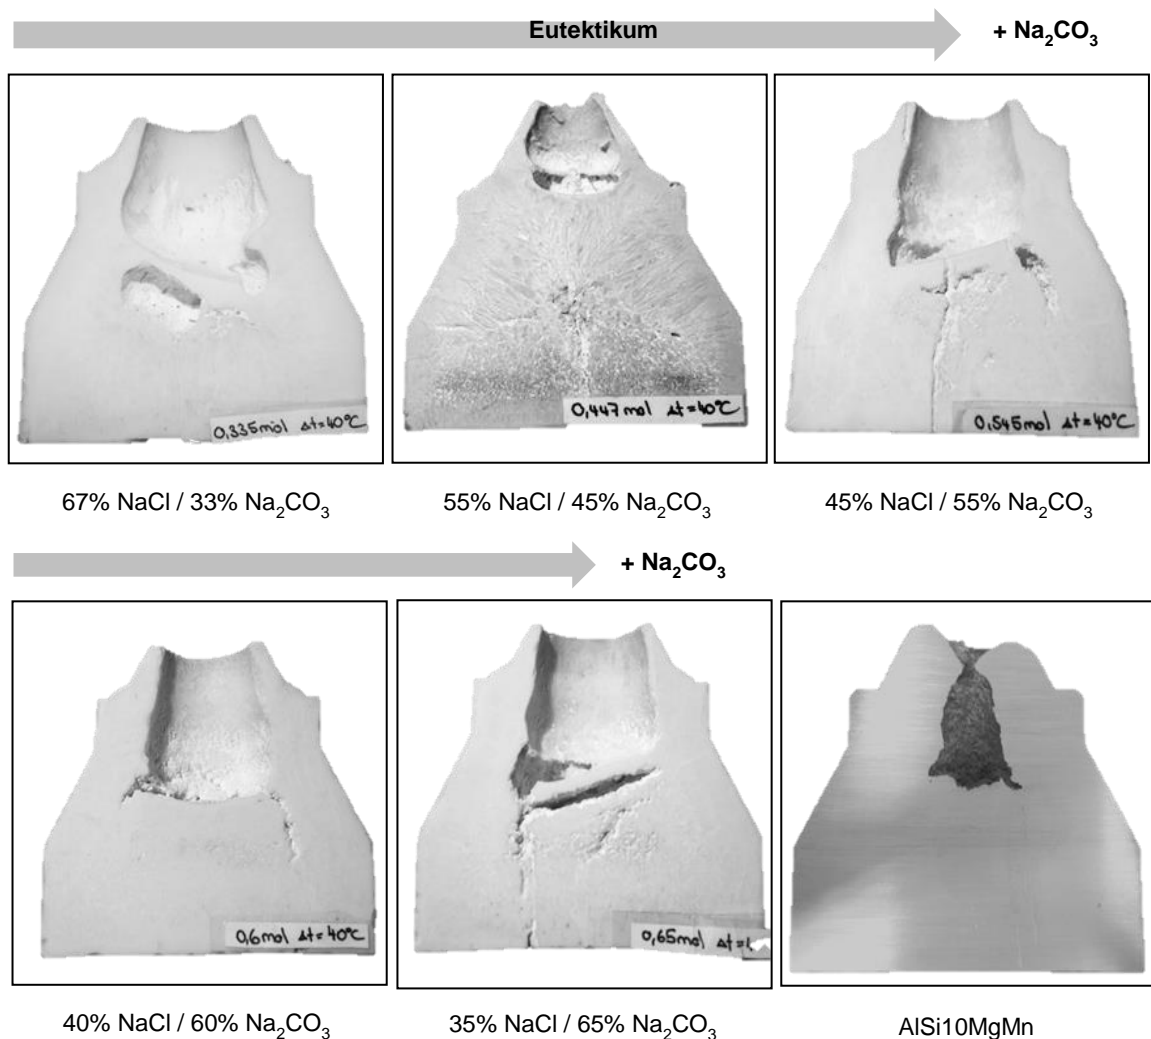 Eutektikum
+ Na₂CO₃
0,335mol Δt=40°C
0,447mol Δt=40°C
0,545mol Δt=40°C
67% NaCl / 33% Na₂CO₃
55% NaCl / 45% Na₂CO₃
45% NaCl / 55% Na₂CO₃
+ Na₂CO₃
0,6mol Δt=40°C
0,65mol Δt=
40% NaCl / 60% Na₂CO₃
35% NaCl / 65% Na₂CO₃
AlSi10MgMn